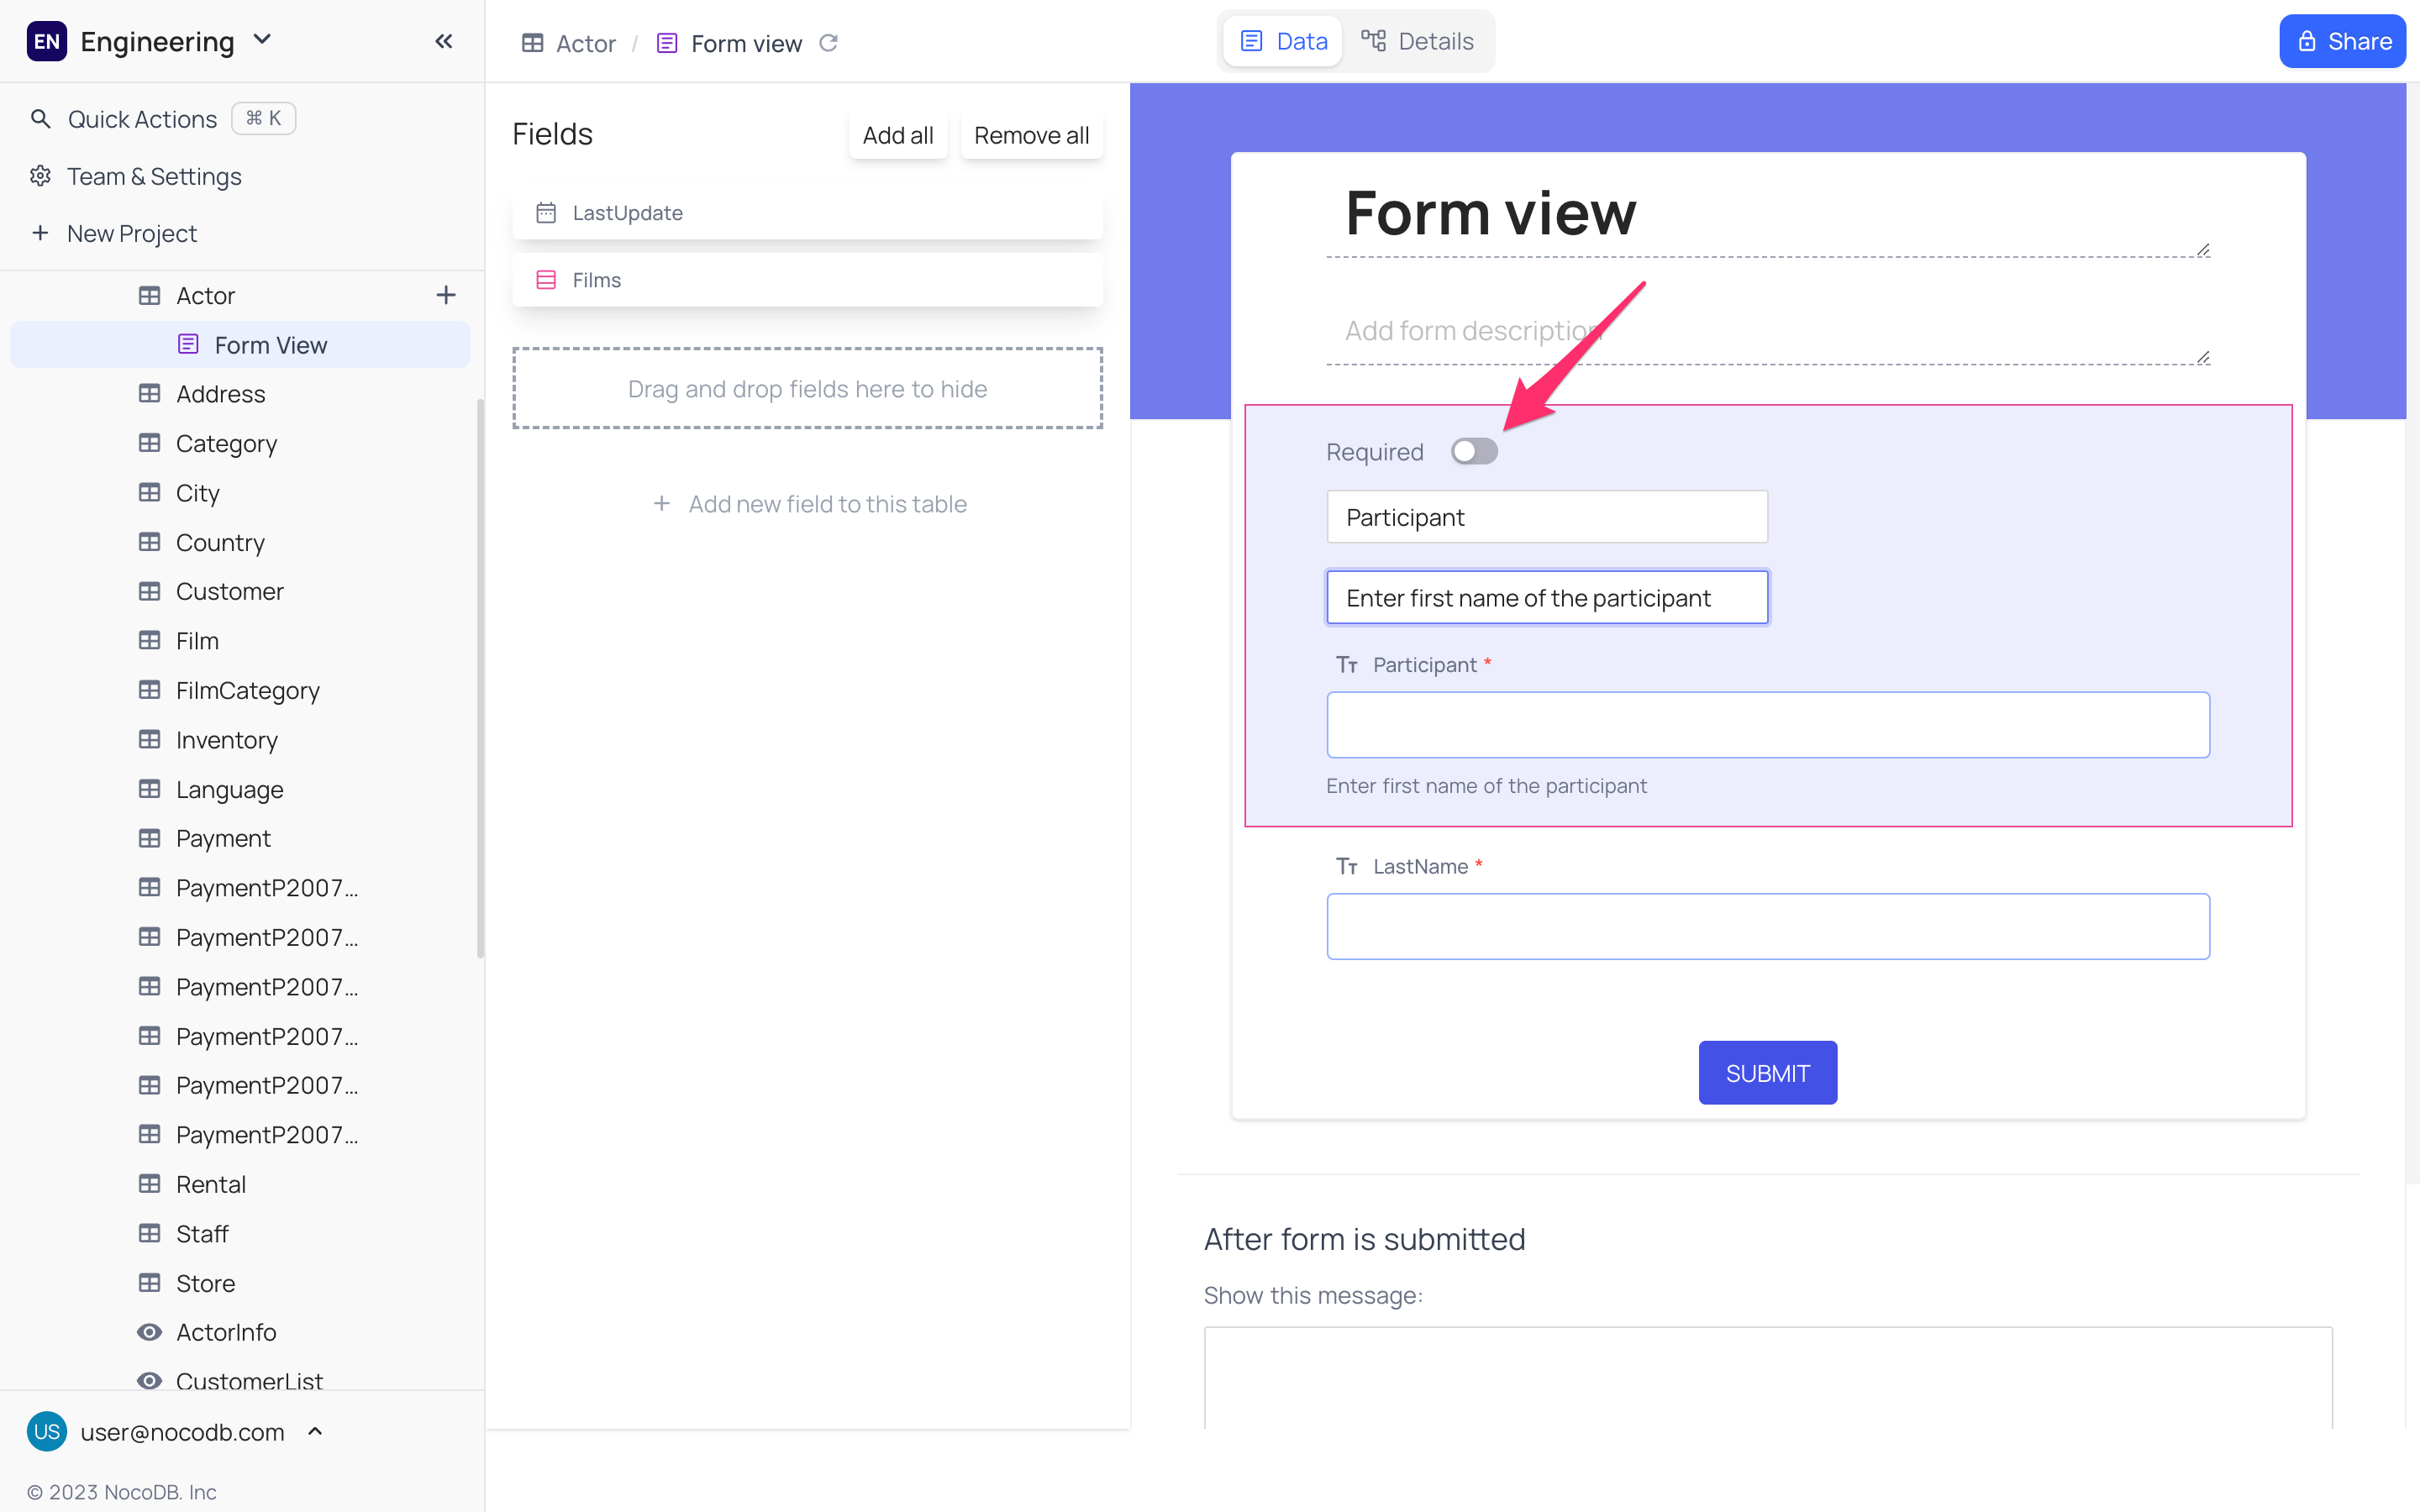 EN Engineering
Quick Actions ⌘ K
Team & Settings
New Project
Actor
Form View
Address
Category
City
Country
Customer
Film
FilmCategory
Inventory
Language
Payment
PaymentP2007...
PaymentP2007...
PaymentP2007...
PaymentP2007...
PaymentP2007...
PaymentP2007...
Rental
Staff
Store
ActorInfo
CustomerList
US user@nocodb.com
© 2023 NocoDB. Inc
Actor / Form view
Data Details
Share
Fields Add all Remove all
LastUpdate
Films
Drag and drop fields here to hide
+ Add new field to this table
Form view
Add form description
Required
Participant
Enter first name of the participant
Participant *
Enter first name of the participant
LastName *
SUBMIT
After form is submitted
Show this message: